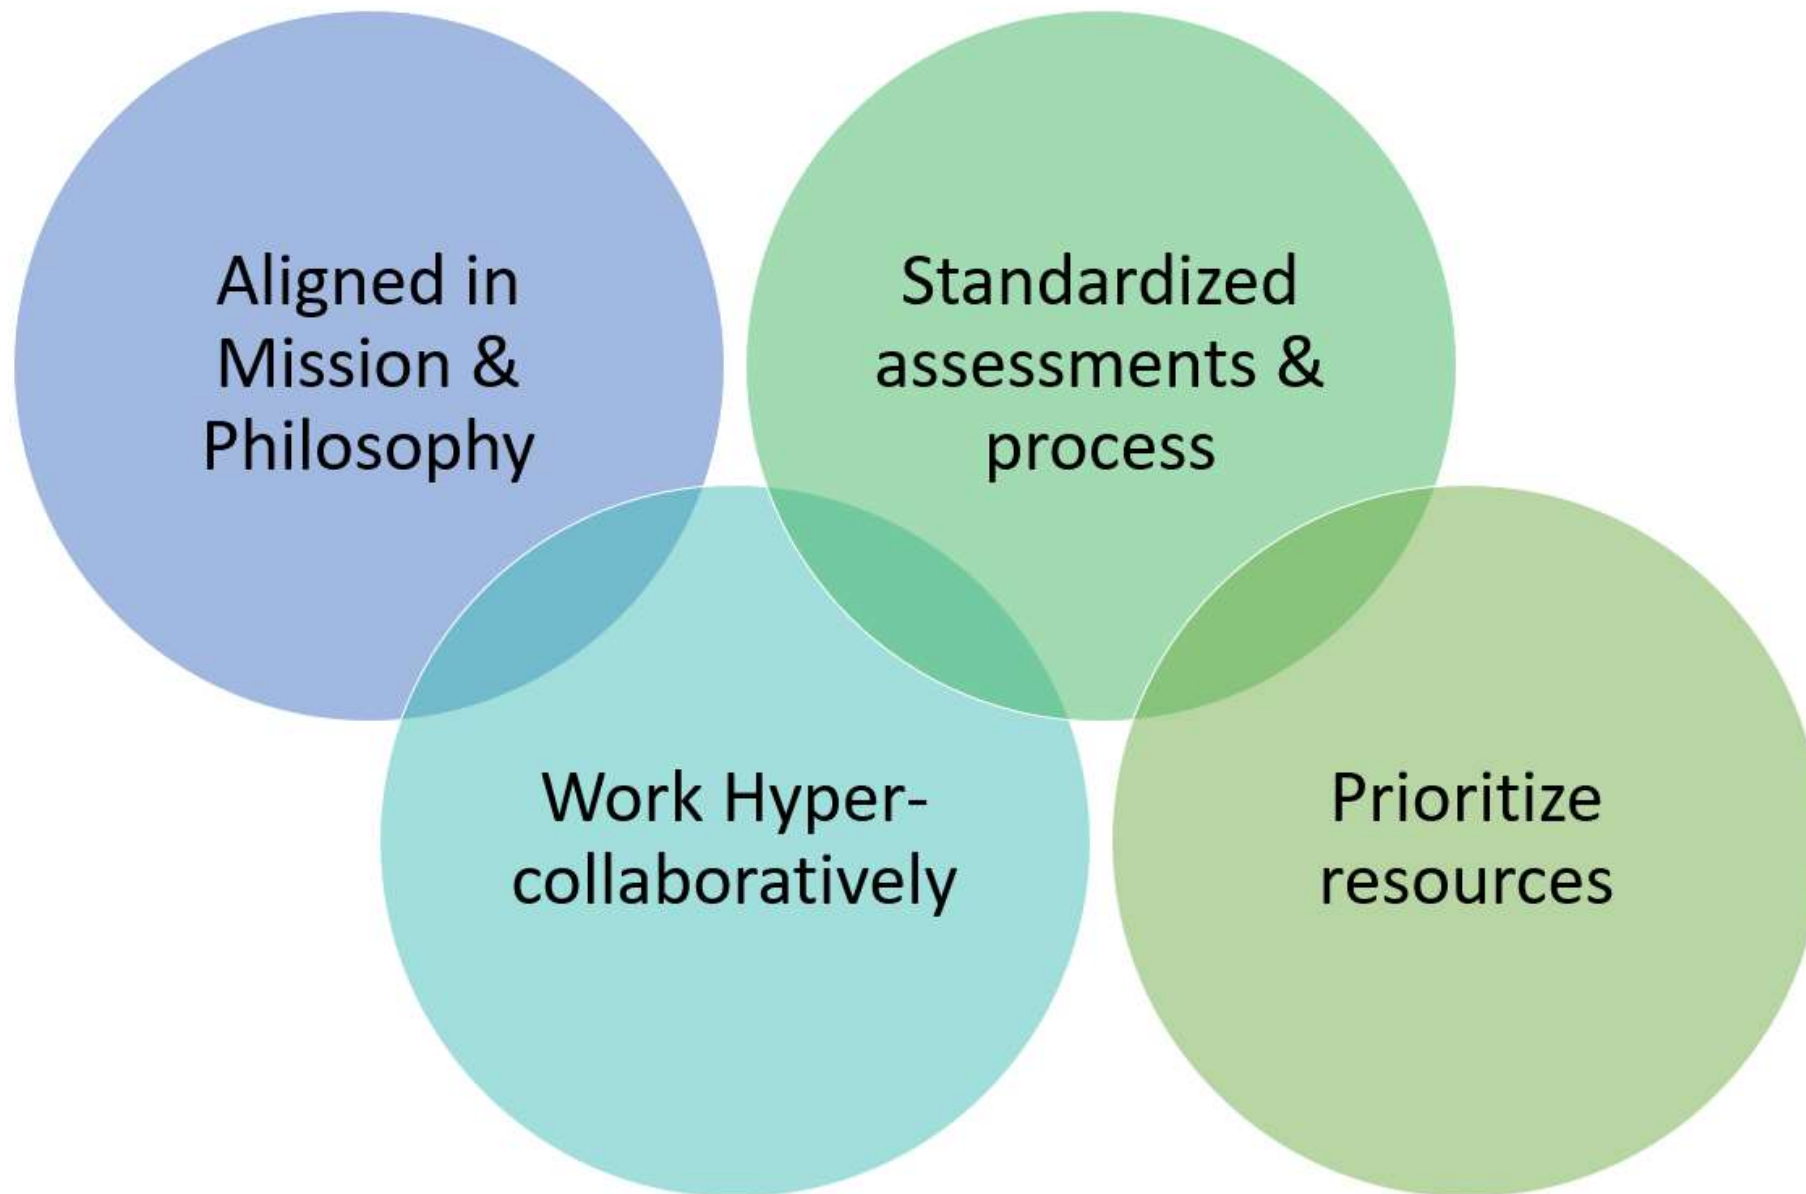 Aligned in
Mission &
Philosophy
Standardized
assessments &
process
Work Hyper-
collaboratively
Prioritize
resources